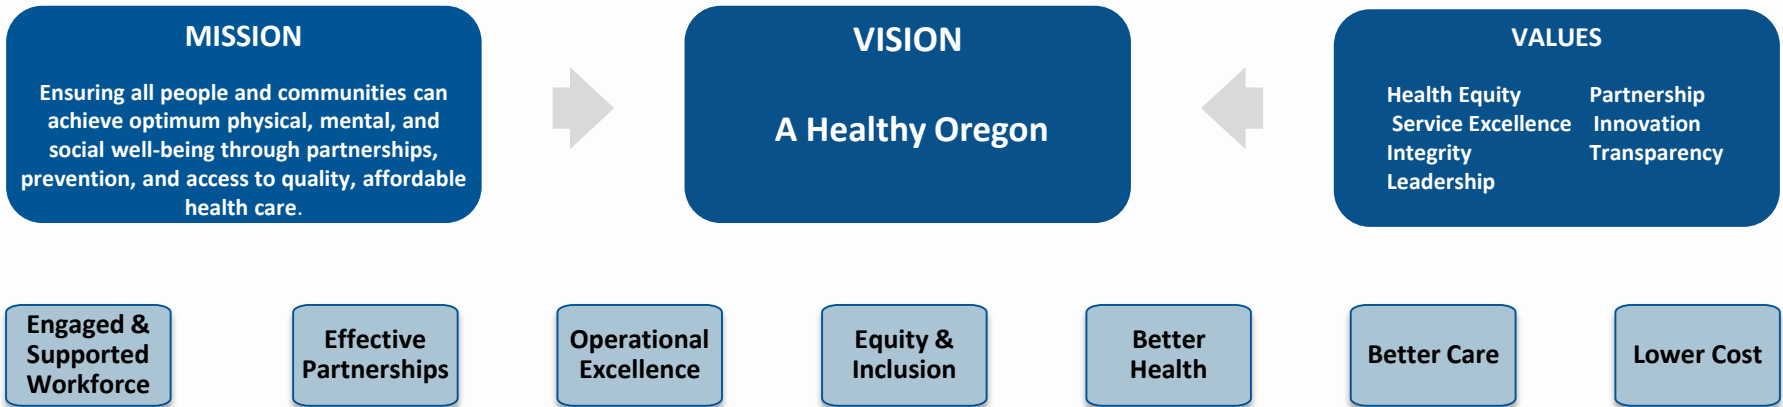 MISSION
Ensuring all people and communities can
achieve optimum physical, mental, and
social well-being through partnerships,
prevention, and access to quality, affordable
health care.
VISION
A Healthy Oregon
VALUES
Health Equity Partnership
Service Excellence Innovation
Integrity Transparency
Leadership
Engaged &
Supported
Workforce
Effective
Partnerships
Operational
Excellence
Equity &
Inclusion
Better
Health
Better Care
Lower Cost